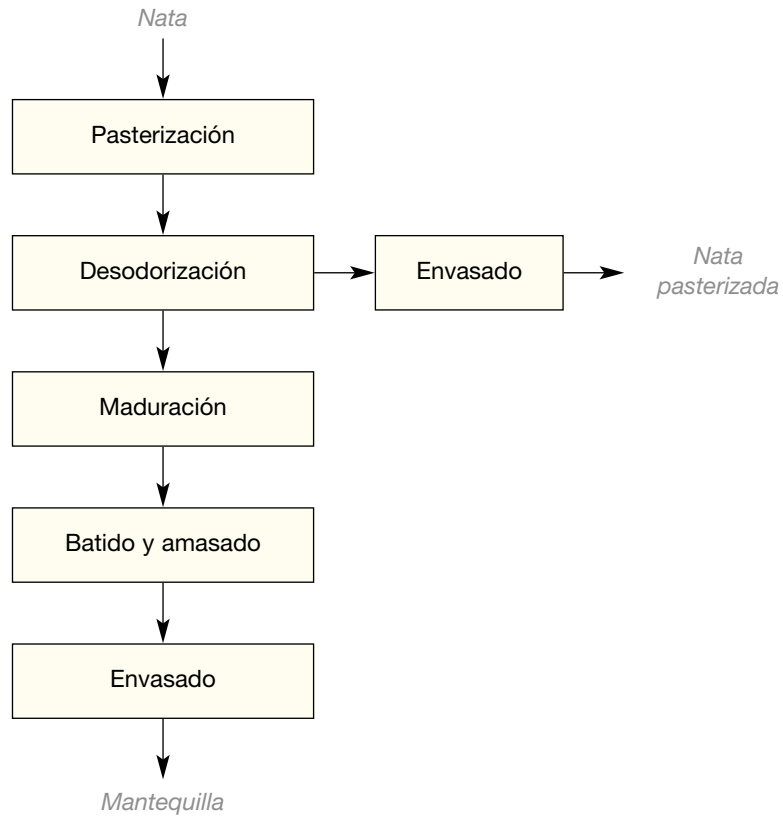 Nata
Pasterización
Desodorización
Envasado
Nata
pasterizada
Maduración
Batido y amasado
Envasado
Mantequilla